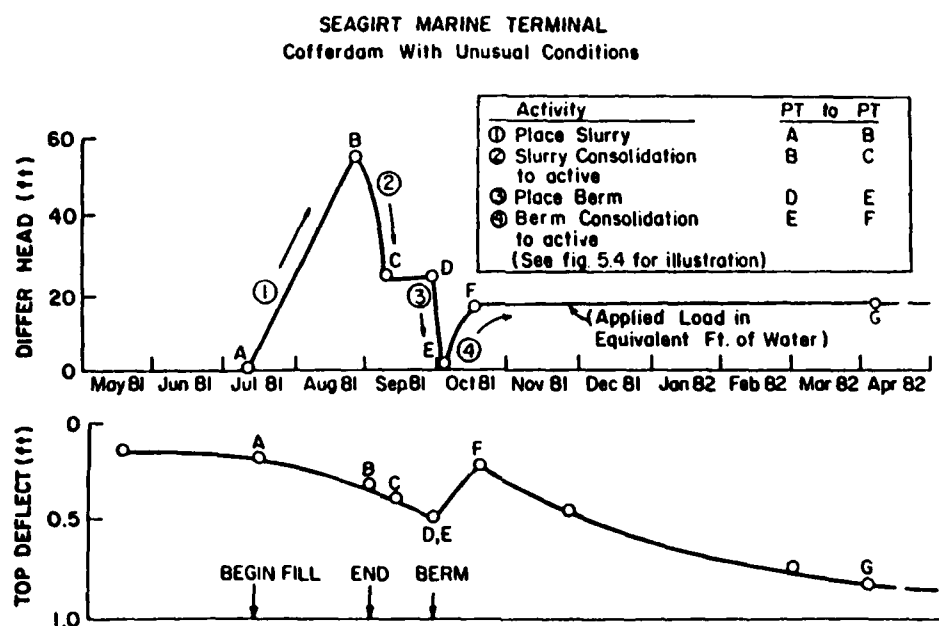 SEAGIRT MARINE TERMINAL
Cofferdam With Unusual Conditions
Activity PT to PT
① Place Slurry A B
② Slurry Consolidation B C
to active
③ Place Berm D E
④ Berm Consolidation E F
to active
(See fig. 5.4 for illustration)
DIFFER HEAD (ft)
60
40
20
0
A
①
B
②
C
D
③
E
④
F
G
(Applied Load in
Equivalent Ft. of Water)
May 81 Jun 81 Jul 81 Aug 81 Sep 81 Oct 81 Nov 81 Dec 81 Jan 82 Feb 82 Mar 82 Apr 82
TOP DEFLECT (ft)
0
0.5
1.0
A
B
C
D,E
F
G
BEGIN FILL END BERM